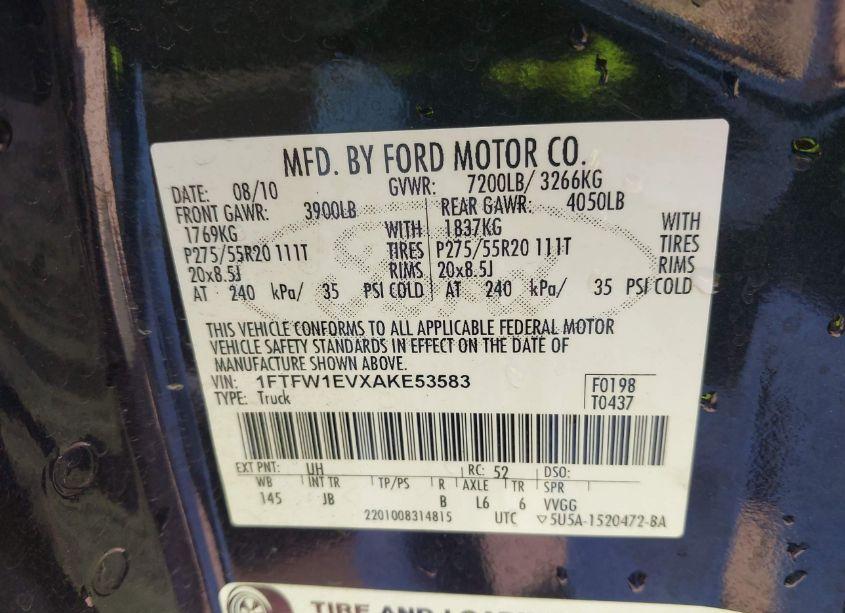 MFD. BY FORD MOTOR CO.
DATE: 08/10 GVWR: 7200LB/ 3266KG
FRONT GAWR: 3900LB REAR GAWR: 4050LB
1769KG WITH 1837KG WITH
P275/55R20 111T TIRES P275/55R20 111T TIRES
20x8.5J RIMS 20x8.5J RIMS
AT 240 kPa/ 35 PSI COLD AT 240 kPa/ 35 PSI COLD
THIS VEHICLE CONFORMS TO ALL APPLICABLE FEDERAL MOTOR
VEHICLE SAFETY STANDARDS IN EFFECT ON THE DATE OF
MANUFACTURE SHOWN ABOVE.
VIN: 1FTFW1EVXAKE53583 F0198
TYPE: Truck T0437
EXT PNT: UH RC: 52 DSO:
WB INT TR TP/PS R AXLE TR SPR
145 JB B L6 6 VVGG
2201008314815 UTC ▽5U5A-1520472-BA
TIRE AND